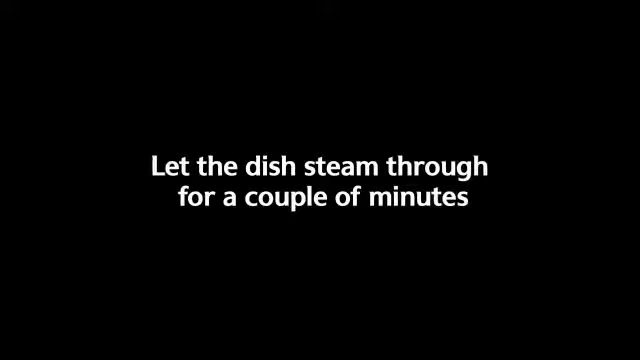 Let the dish steam through
for a couple of minutes